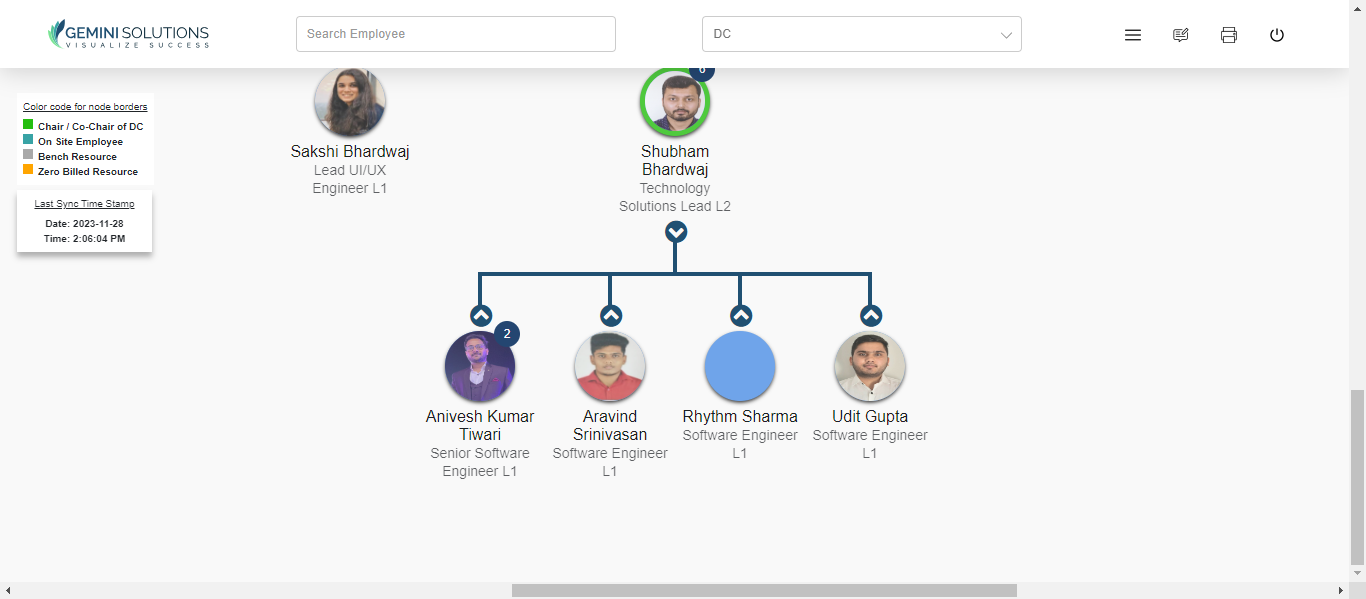 GEMINI SOLUTIONS
VISUALIZE SUCCESS
Search Employee
DC
Color code for node borders
Chair / Co-Chair of DC
On Site Employee
Bench Resource
Zero Billed Resource
Last Sync Time Stamp
Date: 2023-11-28
Time: 2:06:04 PM
Sakshi Bhardwaj
Lead UI/UX
Engineer L1
Shubham
Bhardwaj
Technology
Solutions Lead L2
2
Anivesh Kumar
Tiwari
Senior Software
Engineer L1
Aravind
Srinivasan
Software Engineer
L1
Rhythm Sharma
Software Engineer
L1
Udit Gupta
Software Engineer
L1